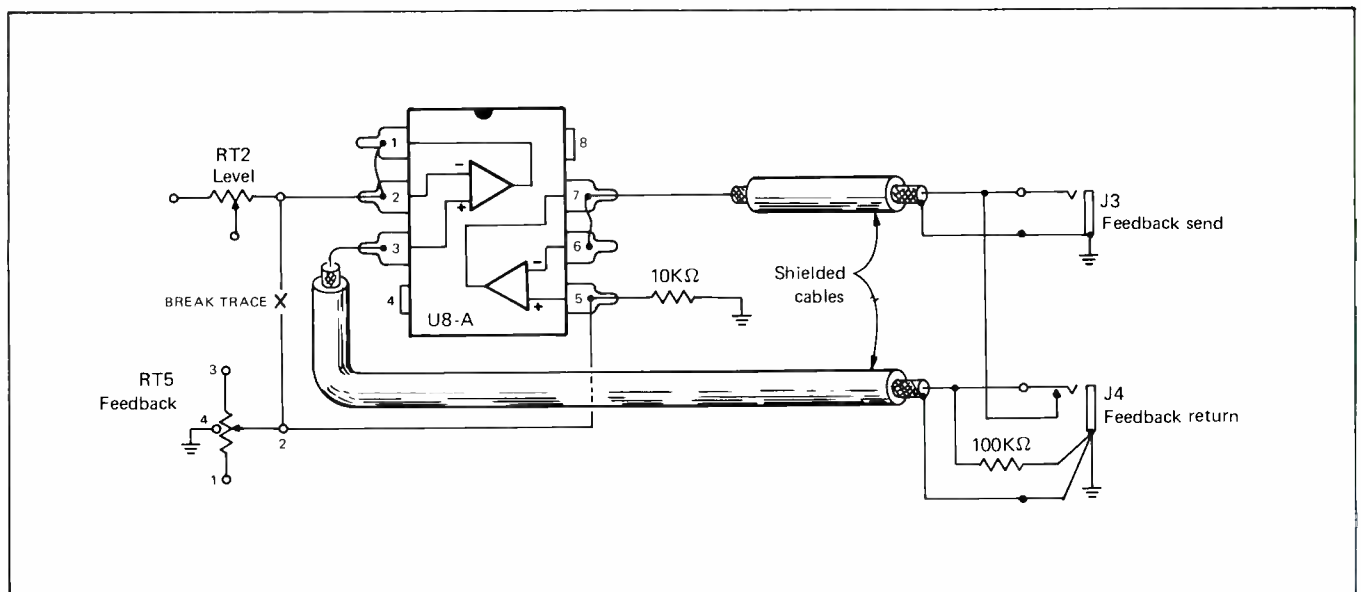 RT2
Level
1
2
3
4
8
7
6
5
−
+
−
+
U8-A
10KΩ
BREAK TRACE X
RT5
Feedback
3
4
2
1
Shielded
cables
J3
Feedback send
J4
Feedback return
100KΩ